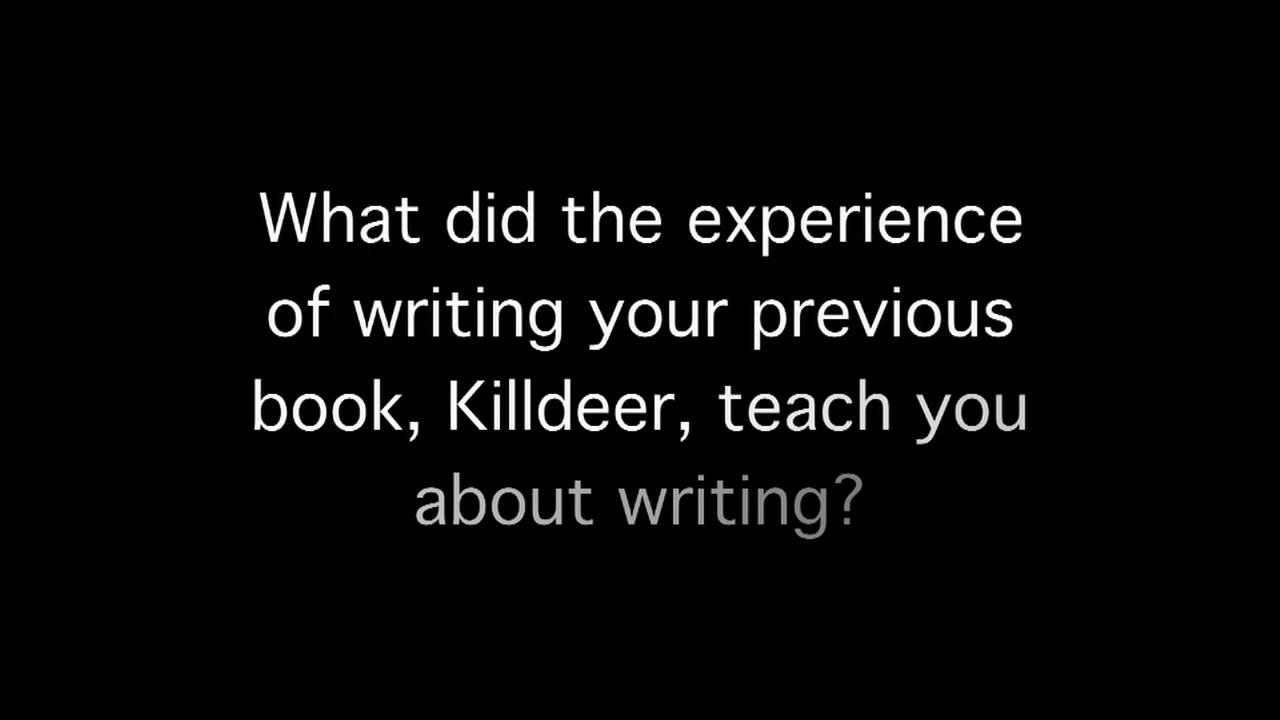 What did the experience
of writing your previous
book, Killdeer, teach you
about writing?